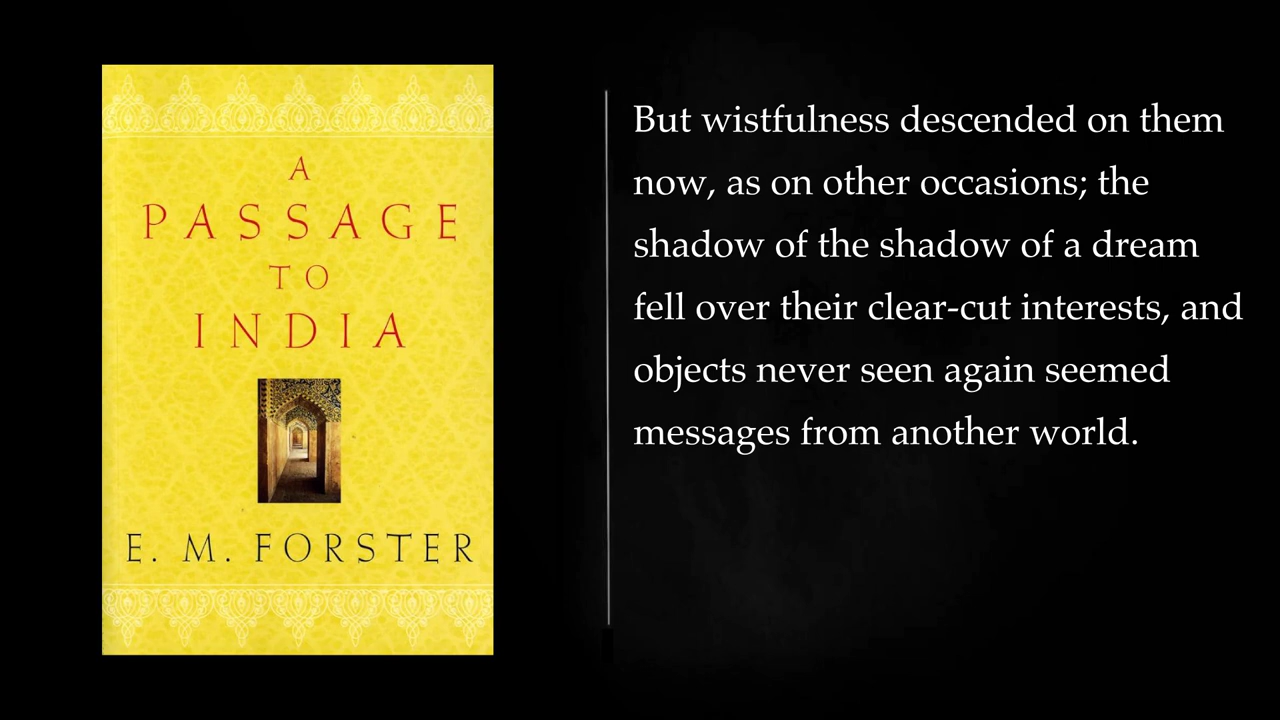 A
PASSAGE
TO
INDIA
E. M. FORSTER
But wistfulness descended on them
now, as on other occasions; the
shadow of the shadow of a dream
fell over their clear-cut interests, and
objects never seen again seemed
messages from another world.